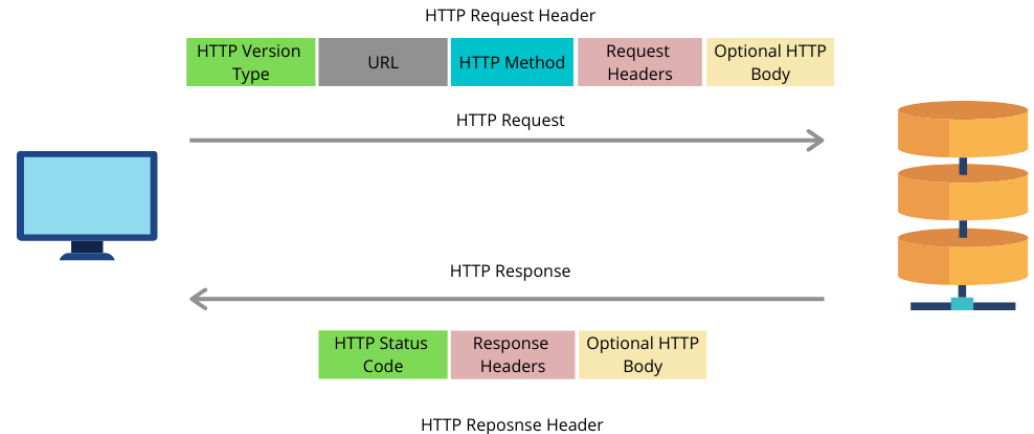 HTTP Request Header
HTTP Version
Type
URL
HTTP Method
Request
Headers
Optional HTTP
Body
HTTP Request
HTTP Response
HTTP Status
Code
Response
Headers
Optional HTTP
Body
HTTP Reposnse Header